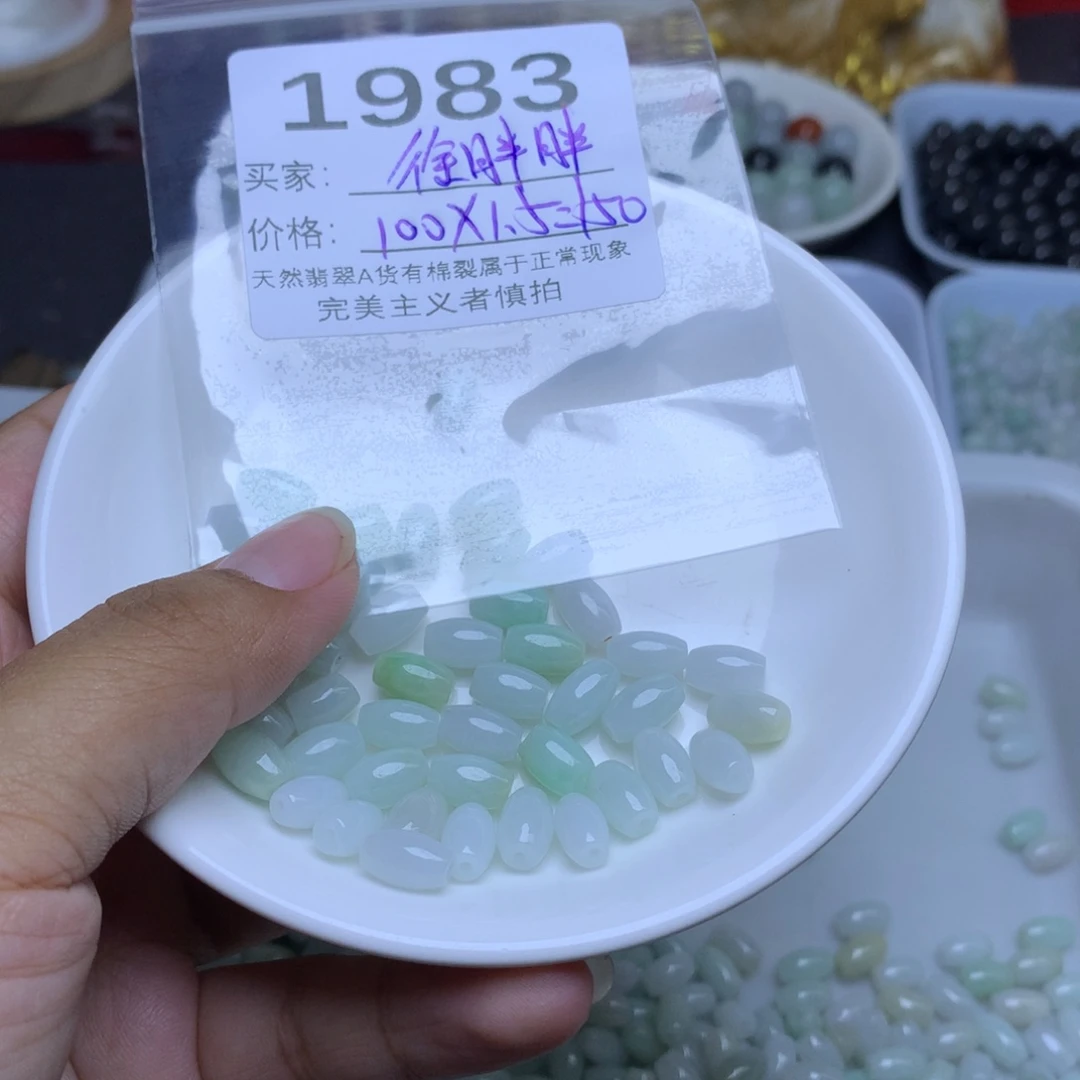 1983
买家：徐胖胖
价格：100X1.5=150
天然翡翠A货有棉裂属于正常现象
完美主义者慎拍